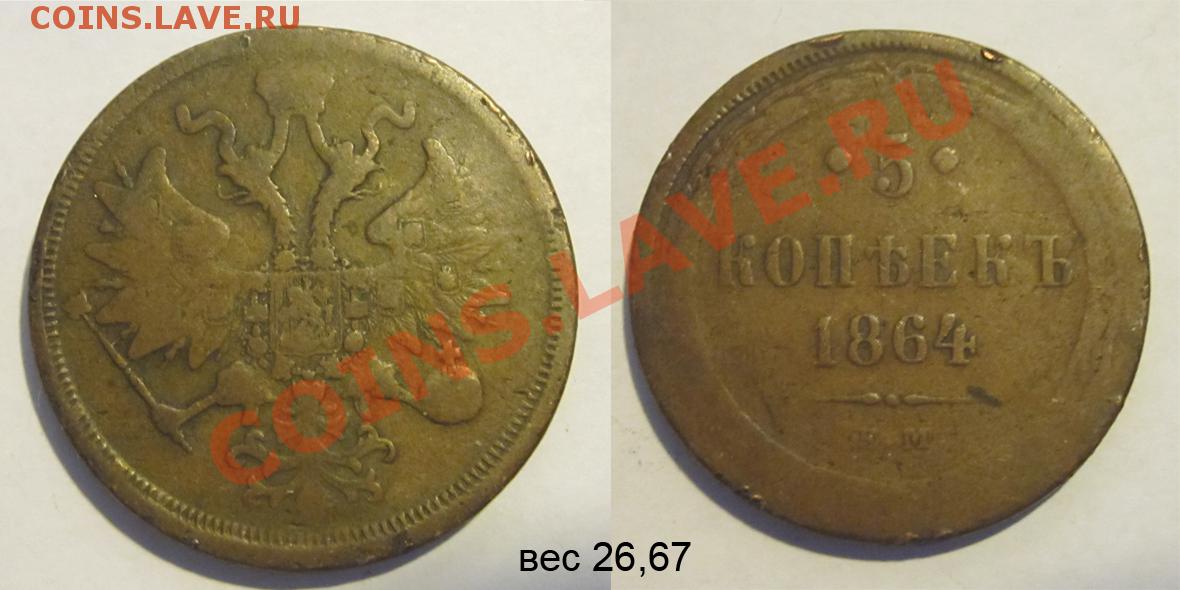 COINS.LAVE.RU
COINS.LAVE.RU
·5·
КОПѢЕКЪ
1864
Е.М.
вес 26,67